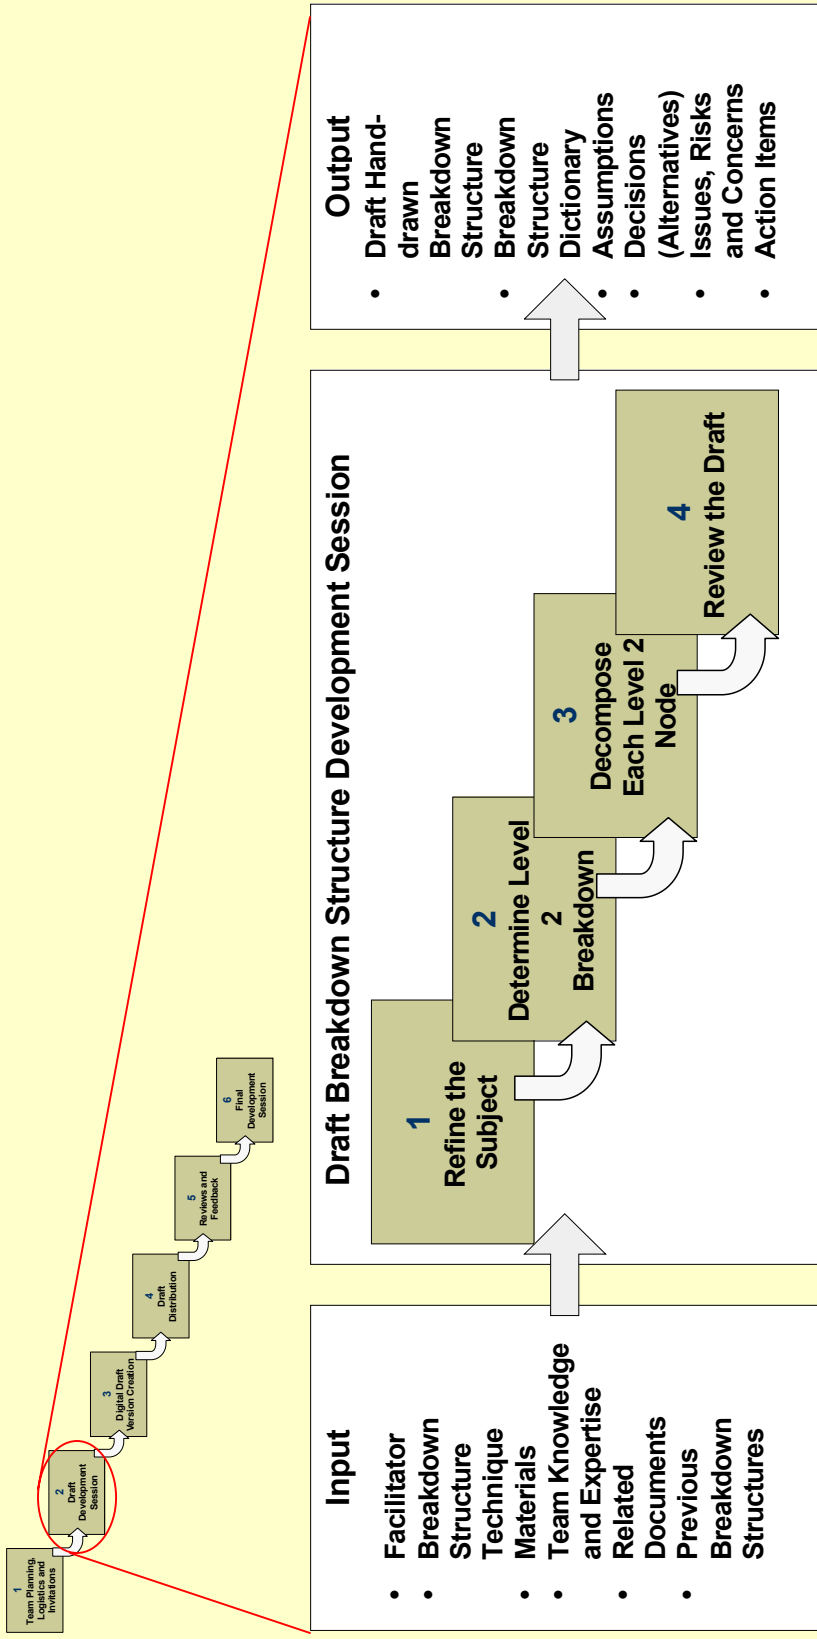 1
Team Planning,
Logistics and
Invitations
2
Draft
Development
Session
3
Digital Draft
Version Creation
4
Draft
Distribution
5
Reviews and
Feedback
6
Final
Development
Session
Input
• Facilitator
• Breakdown
Structure
Technique
• Materials
• Team Knowledge
and Expertise
• Related
Documents
• Previous
Breakdown
Structures
Draft Breakdown Structure Development Session
1
Refine the
Subject
2
Determine Level
2
Breakdown
3
Decompose
Each Level 2
Node
4
Review the Draft
Output
• Draft Hand-
drawn
Breakdown
Structure
• Breakdown
Structure
Dictionary
• Assumptions
• Decisions
(Alternatives)
• Issues, Risks
and Concerns
• Action Items